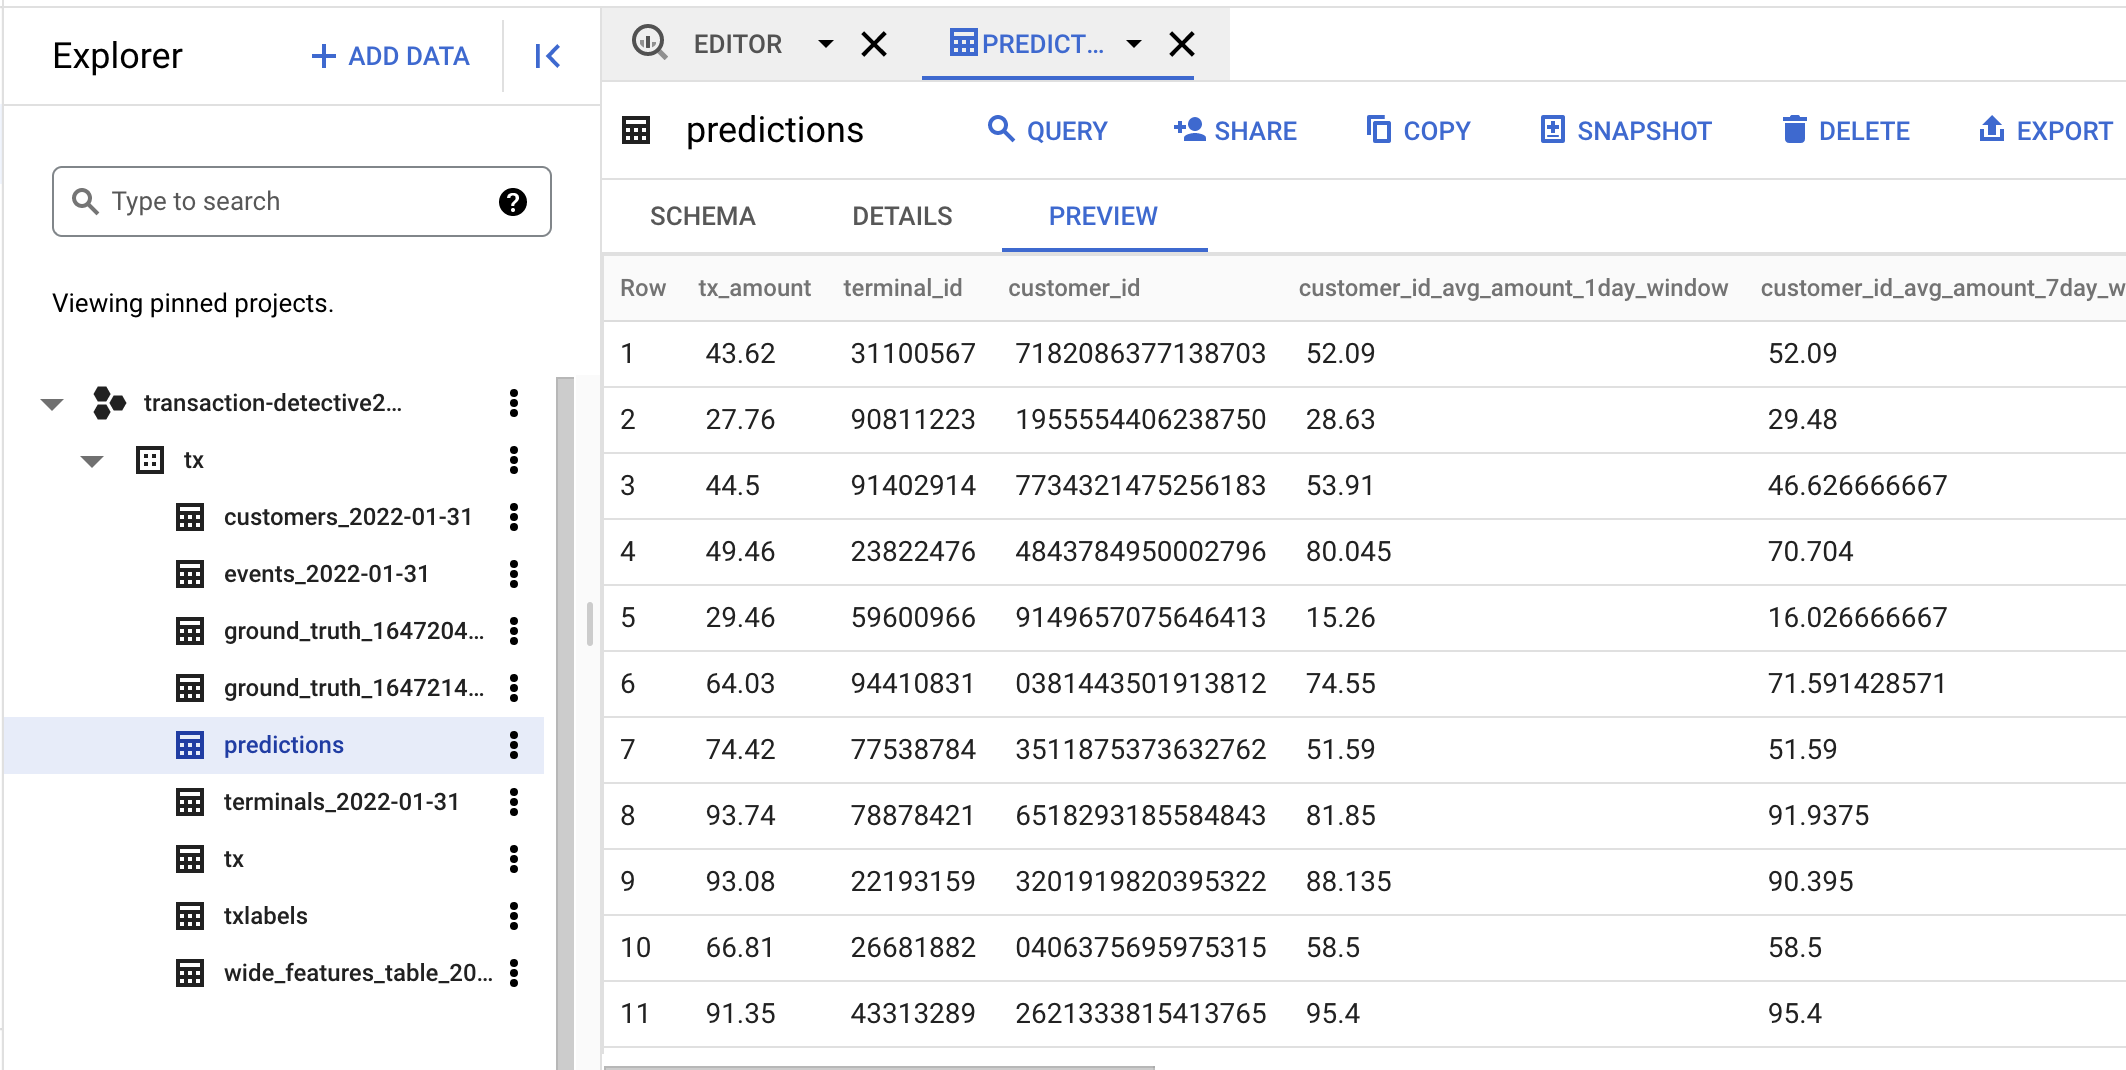 Explorer
ADD DATA
Type to search
Viewing pinned projects.
transaction-detective2...
tx
customers_2022-01-31
events_2022-01-31
ground_truth_1647204...
ground_truth_1647214...
predictions
terminals_2022-01-31
tx
txlabels
wide_features_table_20...
EDITOR PREDICT...
predictions QUERY SHARE COPY SNAPSHOT DELETE EXPORT
SCHEMA DETAILS PREVIEW
Row tx_amount terminal_id customer_id customer_id_avg_amount_1day_window customer_id_avg_amount_7day_w
1 43.62 31100567 7182086377138703 52.09 52.09
2 27.76 90811223 1955554406238750 28.63 29.48
3 44.5 91402914 7734321475256183 53.91 46.626666667
4 49.46 23822476 4843784950002796 80.045 70.704
5 29.46 59600966 9149657075646413 15.26 16.026666667
6 64.03 94410831 0381443501913812 74.55 71.591428571
7 74.42 77538784 3511875373632762 51.59 51.59
8 93.74 78878421 6518293185584843 81.85 91.9375
9 93.08 22193159 3201919820395322 88.135 90.395
10 66.81 26681882 0406375695975315 58.5 58.5
11 91.35 43313289 2621333815413765 95.4 95.4